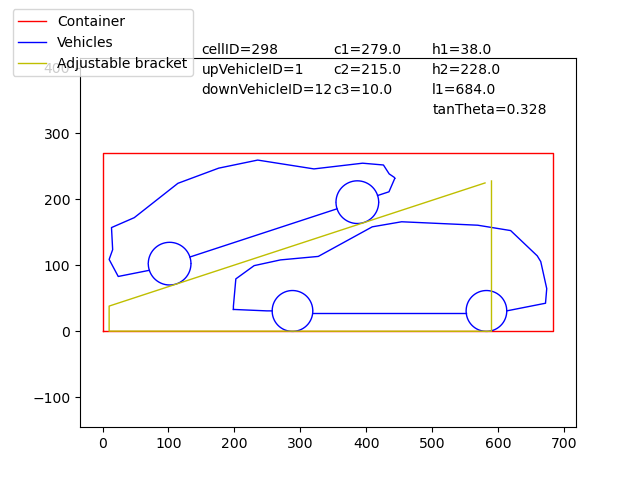 Container
Vehicles
Adjustable bracket
cellID=298 c1=279.0 h1=38.0
upVehicleID=1 c2=215.0 h2=228.0
downVehicleID=12 c3=10.0 l1=684.0
tanTheta=0.328
400
300
200
100
0
−100
0 100 200 300 400 500 600 700